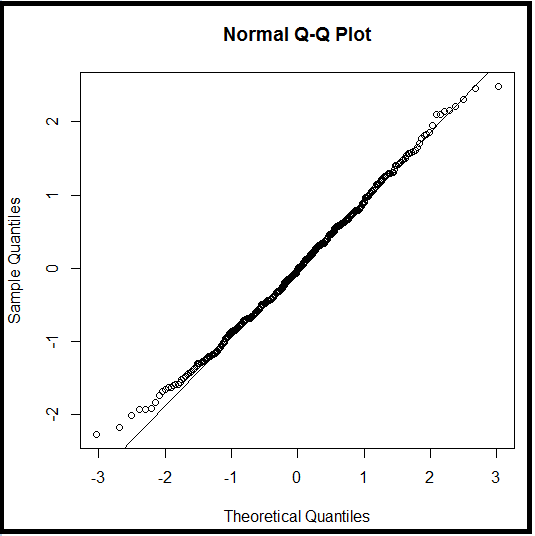 Normal Q-Q Plot
Sample Quantiles
2
1
0
-1
-2
-3 -2 -1 0 1 2 3
Theoretical Quantiles